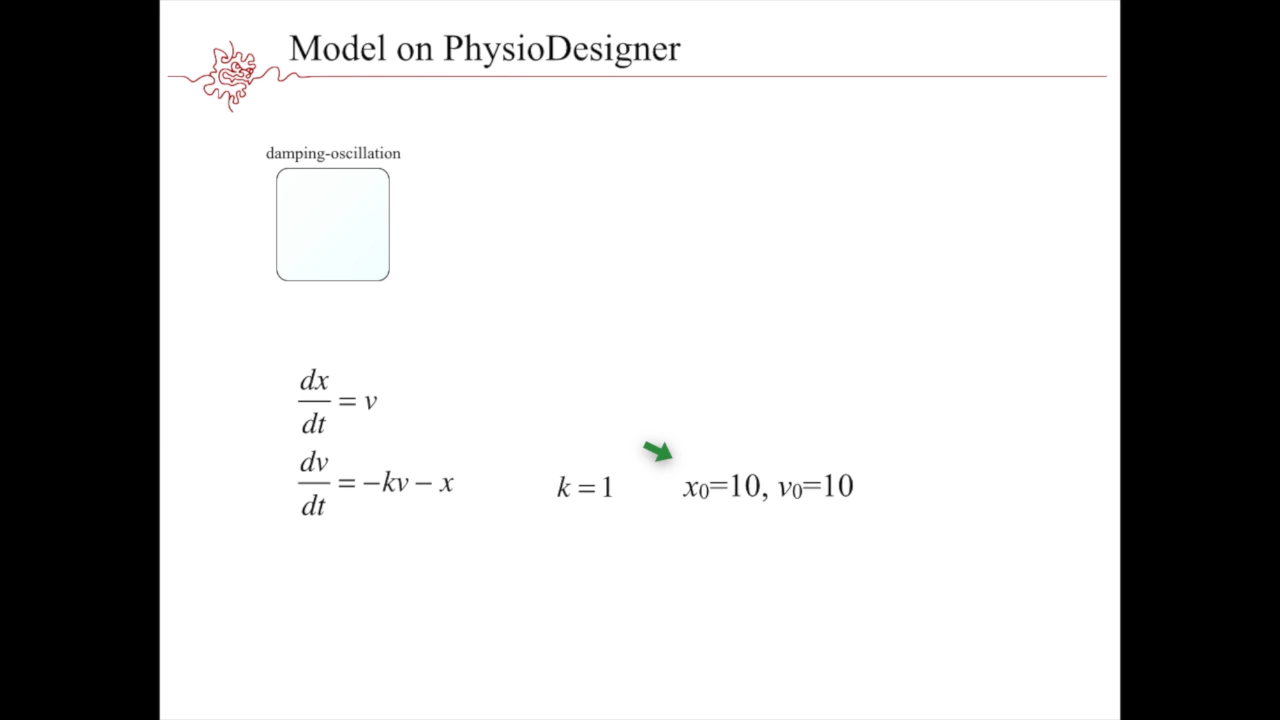 Model on PhysioDesigner
damping-oscillation
dx/dt = v
dv/dt = −kv − x    k = 1    x₀=10, v₀=10